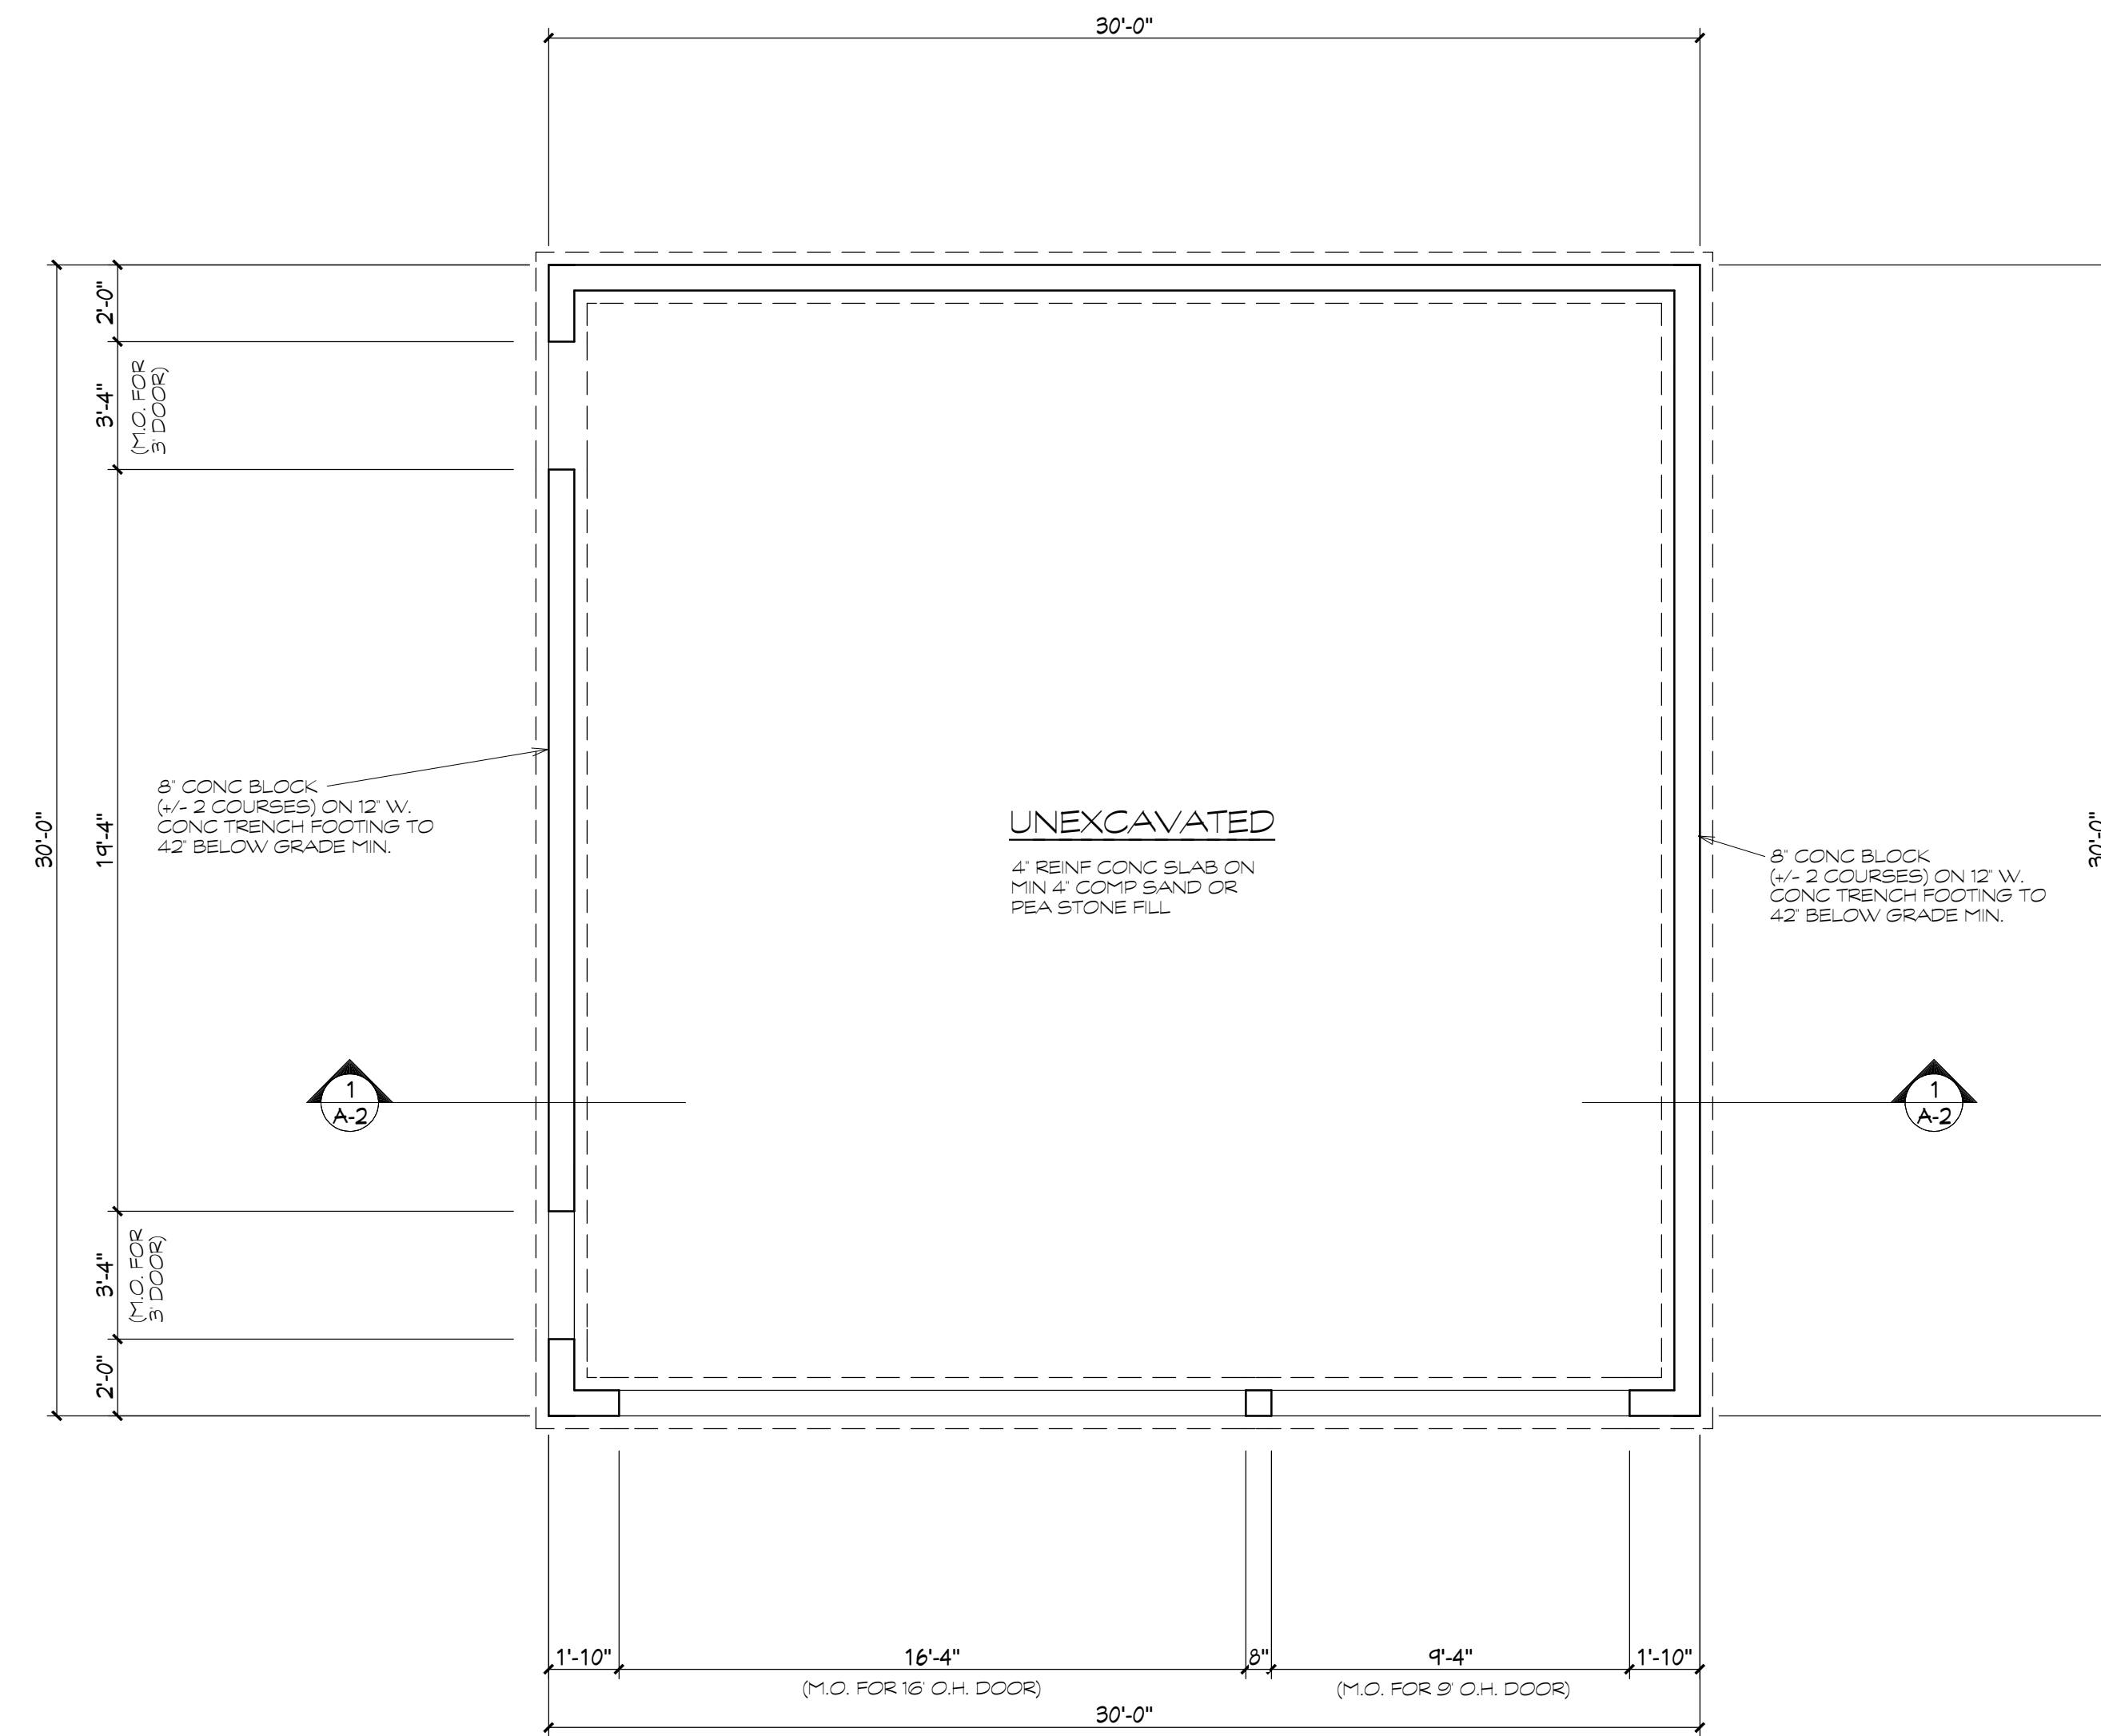 30'-0"
2'-0"
3'-4"
(M.O. FOR
3' DOOR)
30'-0"
19'-4"
8" CONC BLOCK
(+/- 2 COURSES) ON 12" W.
CONC TRENCH FOOTING TO
42" BELOW GRADE MIN.
UNEXCAVATED
4" REINF CONC SLAB ON
MIN 4" COMP SAND OR
PEA STONE FILL
8" CONC BLOCK
(+/- 2 COURSES) ON 12" W.
CONC TRENCH FOOTING TO
42" BELOW GRADE MIN.
30'-0"
1
A-2
1
A-2
3'-4"
(M.O. FOR
3' DOOR)
2'-0"
1'-10"
16'-4"
8"
9'-4"
1'-10"
(M.O. FOR 16' O.H. DOOR)
(M.O. FOR 9' O.H. DOOR)
30'-0"